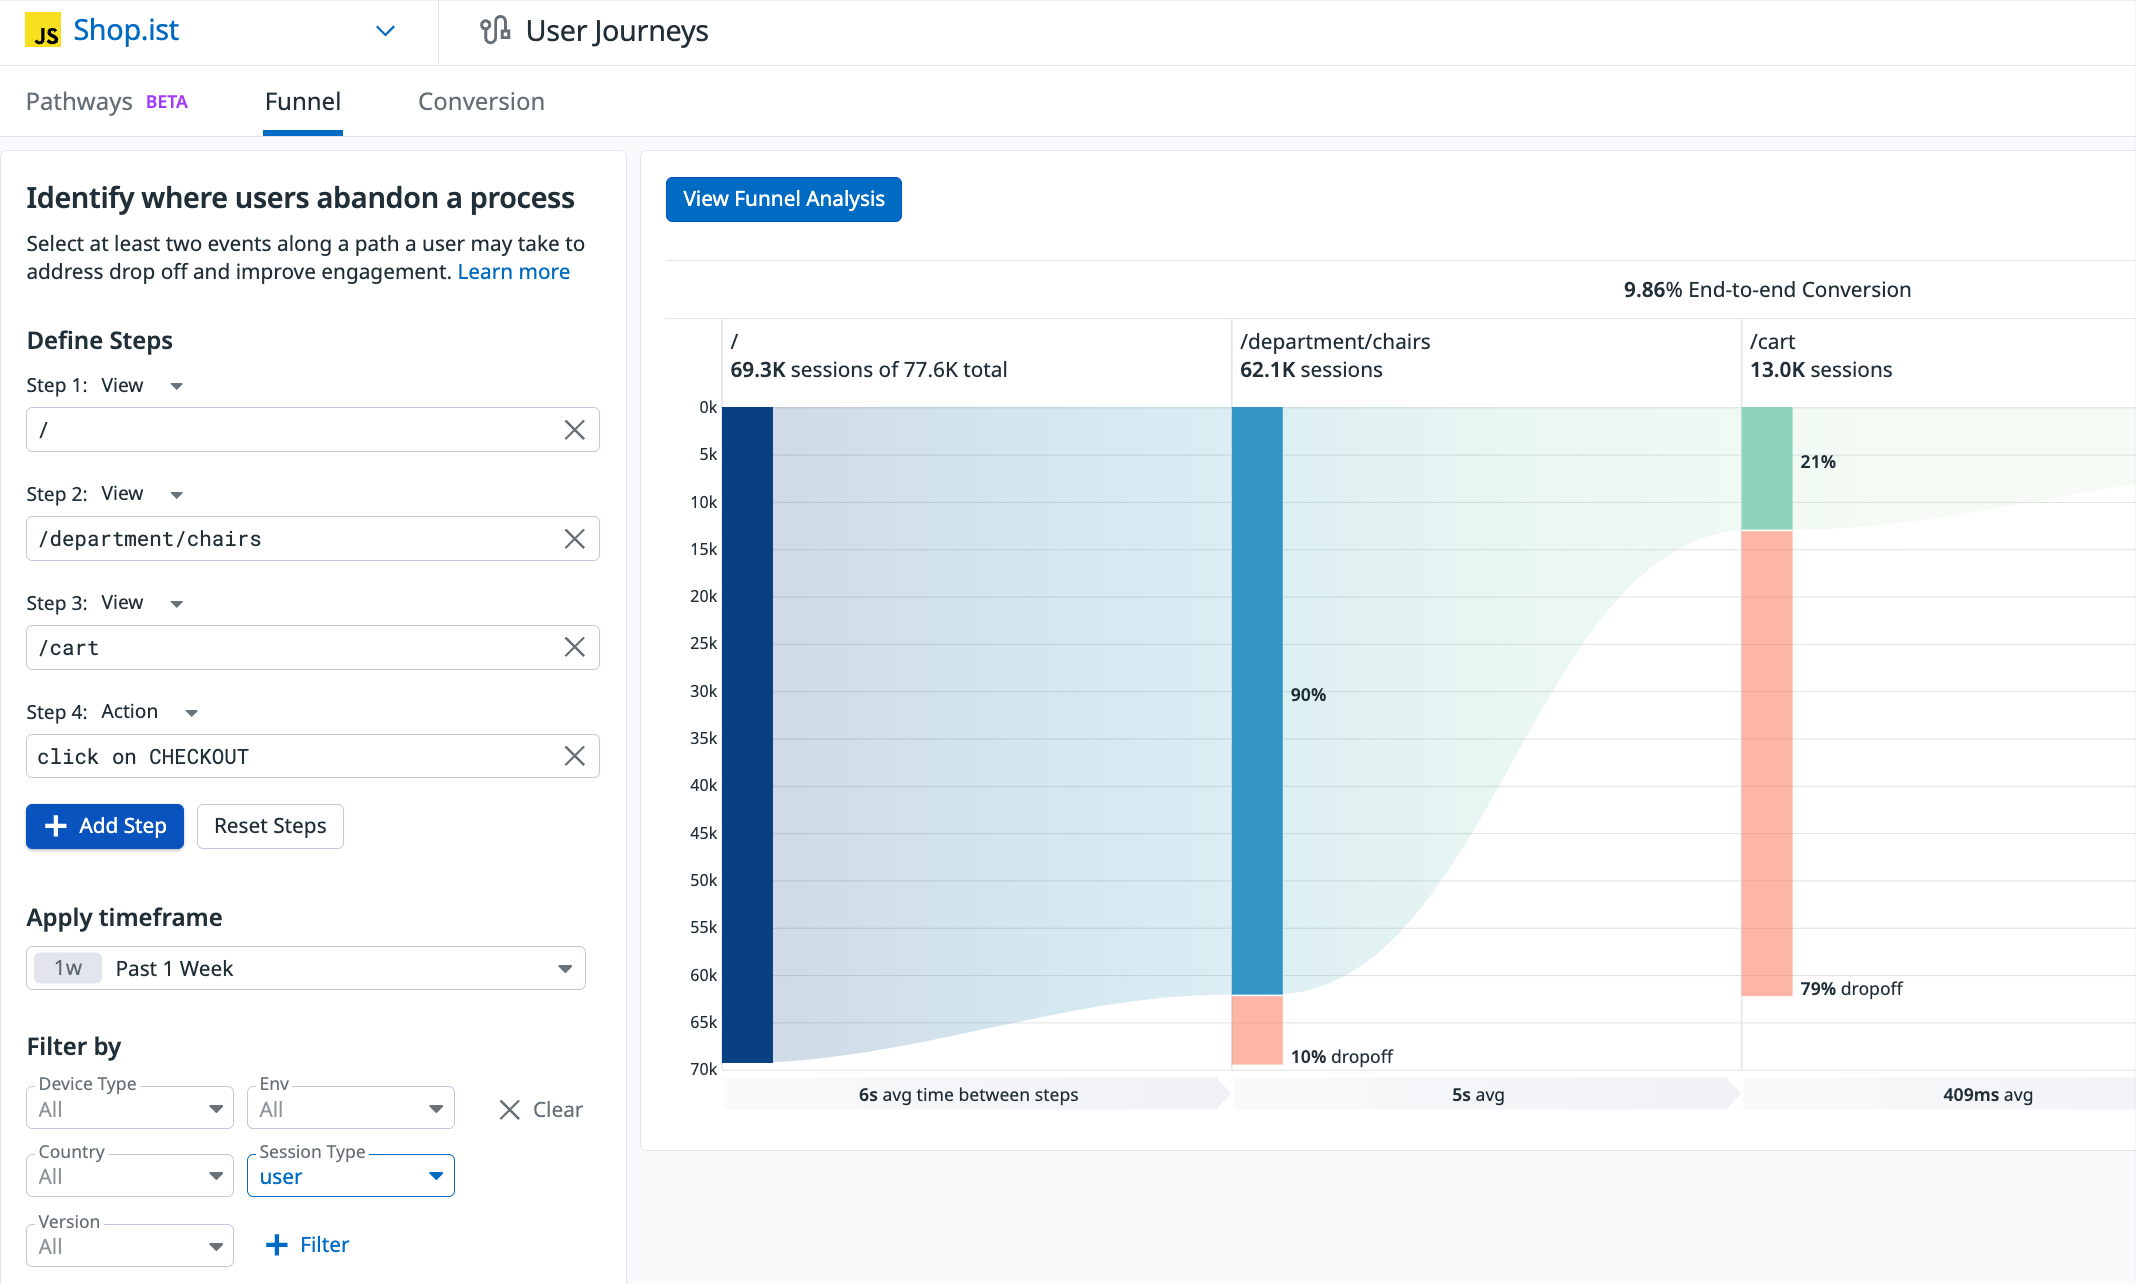 JS Shop.ist
User Journeys
Pathways BETA
Funnel
Conversion
Identify where users abandon a process
Select at least two events along a path a user may take to
address drop off and improve engagement. Learn more
Define Steps
Step 1: View
/
Step 2: View
/department/chairs
Step 3: View
/cart
Step 4: Action
click on CHECKOUT
+ Add Step
Reset Steps
Apply timeframe
1w Past 1 Week
Filter by
Device Type
All
Env
All
Clear
Country
All
Session Type
user
Version
All
+ Filter
View Funnel Analysis
9.86% End-to-end Conversion
/
69.3K sessions of 77.6K total
/department/chairs
62.1K sessions
/cart
13.0K sessions
0k
5k
10k
15k
20k
25k
30k
35k
40k
45k
50k
55k
60k
65k
70k
90%
10% dropoff
21%
79% dropoff
6s avg time between steps
5s avg
409ms avg